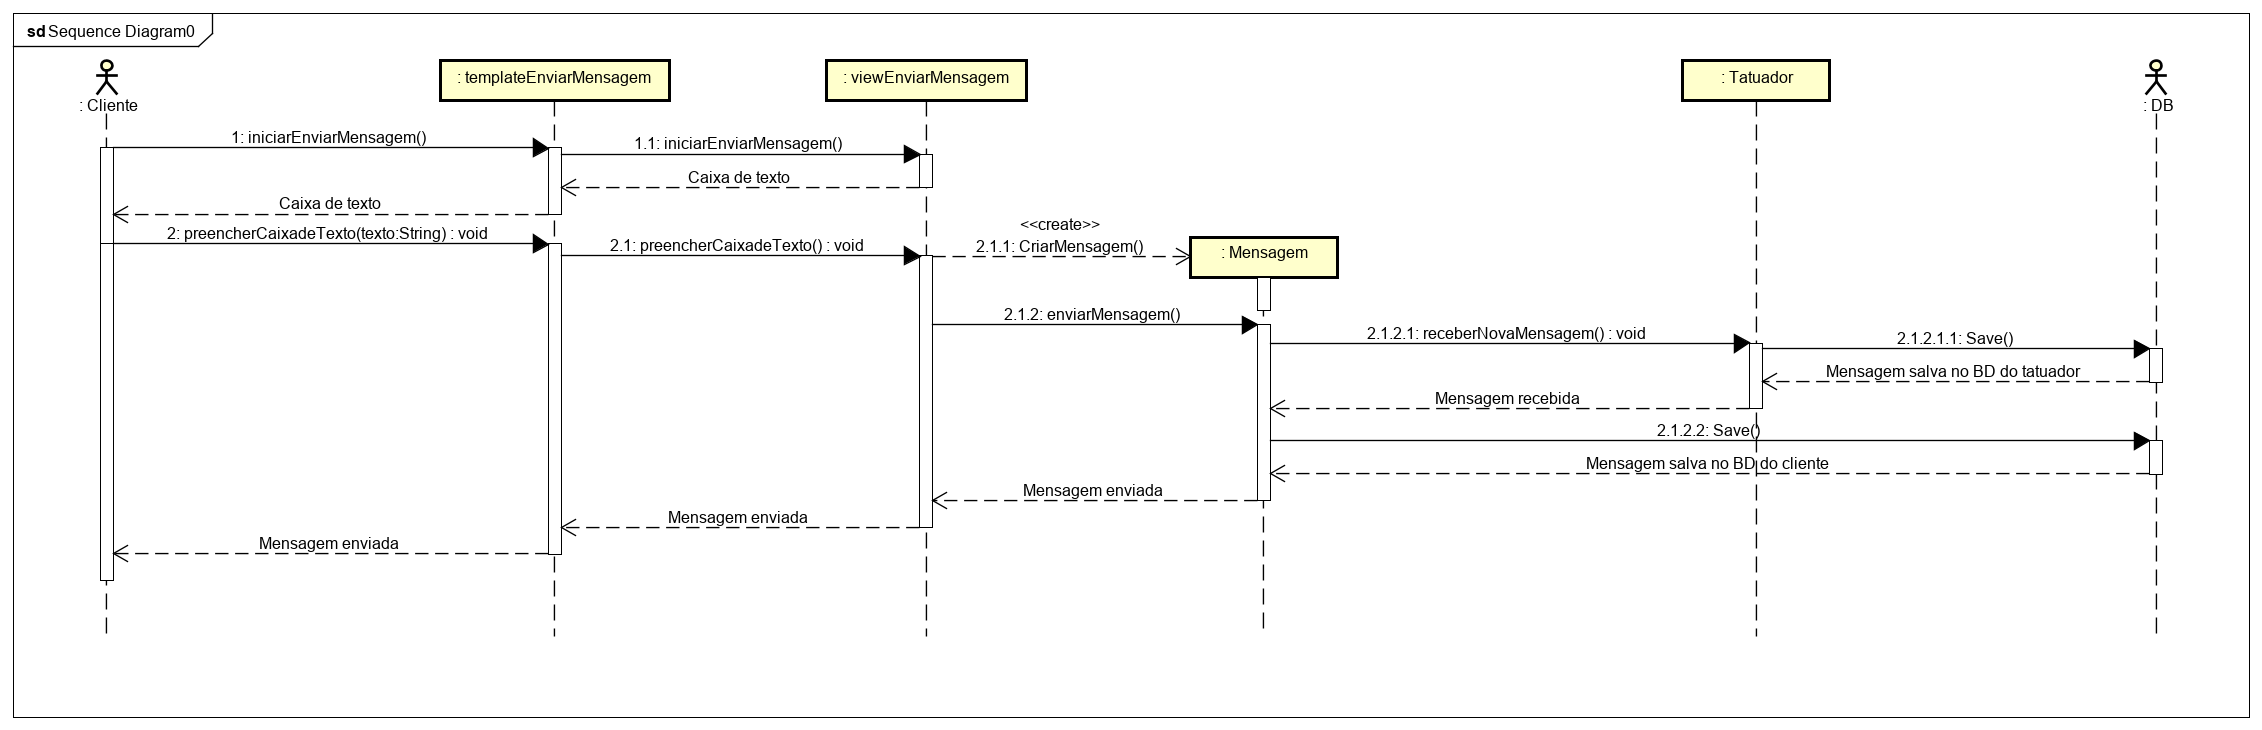 sd Sequence Diagram0
: Cliente
: templateEnviarMensagem
: viewEnviarMensagem
: Tatuador
: DB
1: iniciarEnviarMensagem()
1.1: iniciarEnviarMensagem()
Caixa de texto
Caixa de texto
2: preencherCaixadeTexto(texto:String) : void
2.1: preencherCaixadeTexto() : void
<<create>>
2.1.1: CriarMensagem()
: Mensagem
2.1.2: enviarMensagem()
2.1.2.1: receberNovaMensagem() : void
2.1.2.1.1: Save()
Mensagem salva no BD do tatuador
Mensagem recebida
2.1.2.2: Save()
Mensagem salva no BD do cliente
Mensagem enviada
Mensagem enviada
Mensagem enviada